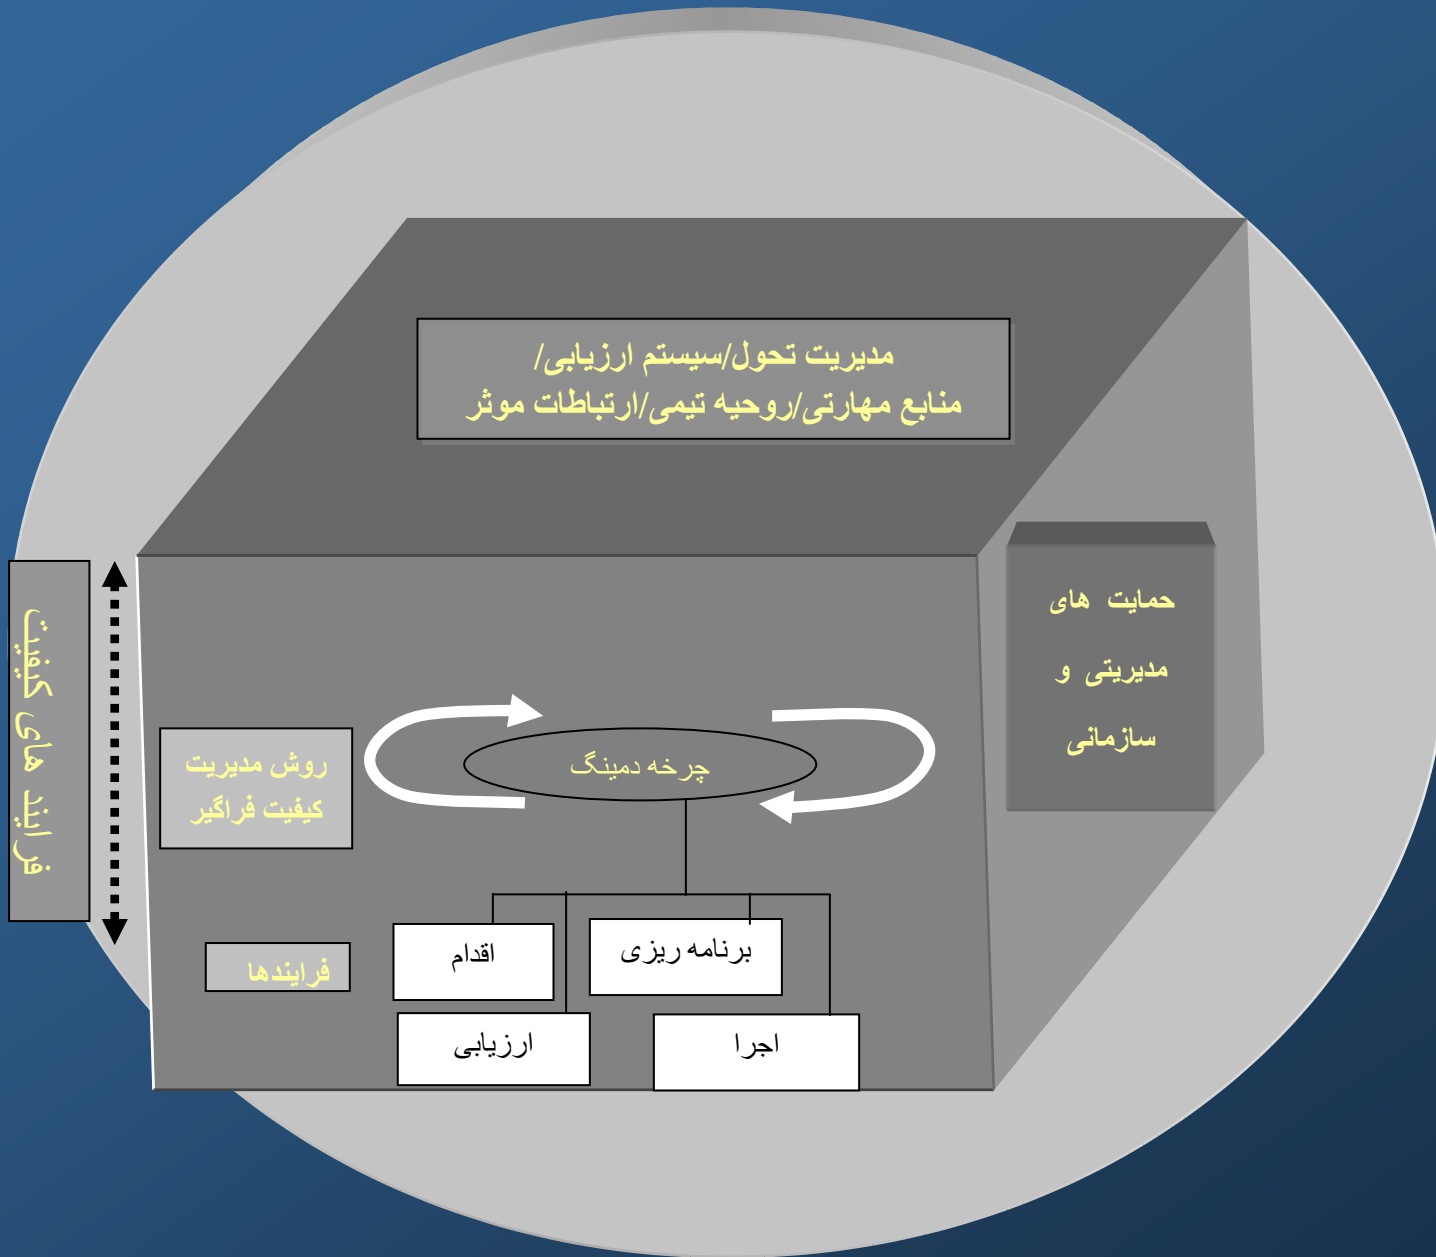 مدیریت تحول/سیستم ارزیابی/
منابع مهارتی/روحیه تیمی/ارتباطات موثر
حمایت های
مدیریتی و
سازمانی
فرایند های کیفیت
روش مدیریت
کیفیت فراگیر
چرخه دمینگ
فرایندها
برنامه ریزی
اقدام
اجرا
ارزیابی